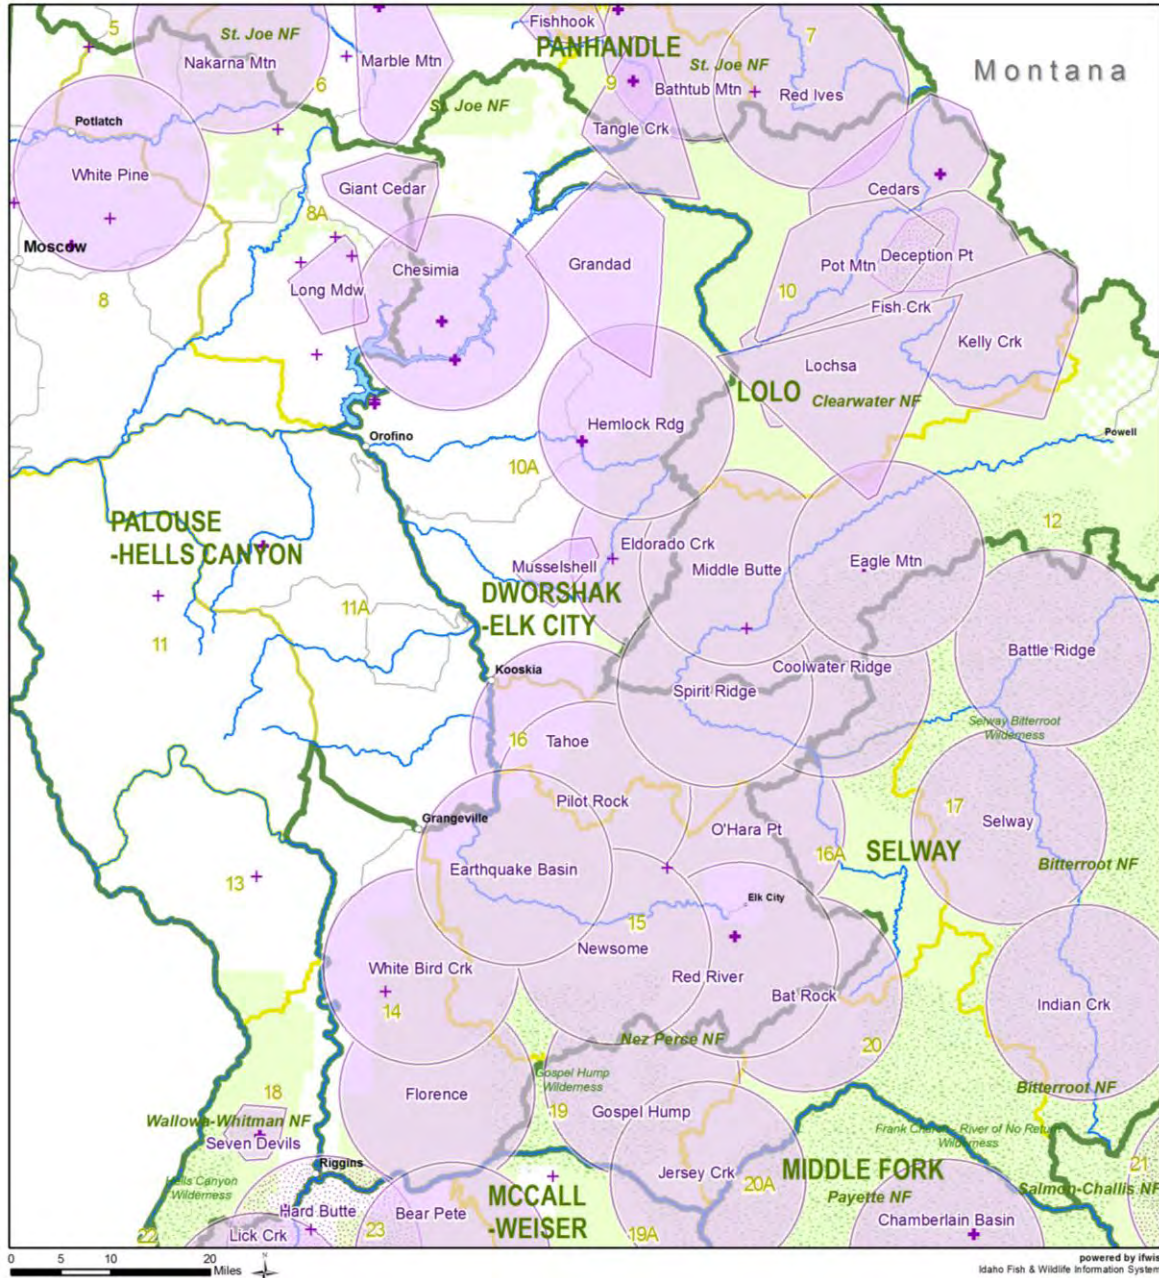 5
St. Joe NF
Nakarna Mtn
6
Marble Mtn
St. Joe NF
Fishhook
9
PANHANDLE
St. Joe NF
7
Bathtub Mtn
Red Ives
Tangle Crk
Montana
Potlatch
White Pine
Moscow
8
Giant Cedar
8A
Long Mdw
Chesimia
Grandad
Cedars
10
Pot Mtn
Deception Pt
Fish Crk
Kelly Crk
Lochsa
LOLO
Clearwater NF
Powell
Hemlock Rdg
Orofino
10A
12
PALOUSE
-HELLS CANYON
Eldorado Crk
Musselshell
Middle Butte
Eagle Mtn
DWORSHAK
-ELK CITY
11A
11
Kooskia
Battle Ridge
Coolwater Ridge
Spirit Ridge
Selway Bitterroot
Wilderness
16
Tahoe
Pilot Rock
Grangeville
O'Hara Pt
16A
SELWAY
17
Selway
Bitterroot NF
13
Earthquake Basin
Elk City
15
Newsome
White Bird Crk
14
Red River
Bat Rock
Indian Crk
20
Nez Perce NF
Gospel Hump
Wilderness
Florence
19
Gospel Hump
Bitterroot NF
18
Wallowa-Whitman NF
Seven Devils
Frank Church - River of No Return
Wilderness
Riggins
Hells Canyon
Wilderness
Jersey Crk
20A
MIDDLE FORK
Payette NF
21
Salmon-Challis NF
MCCALL
-WEISER
22
Hard Butte
Lick Crk
23
Bear Pete
19A
Chamberlain Basin
0 5 10 20
Miles
N
powered by ifwis
Idaho Fish & Wildlife Information System